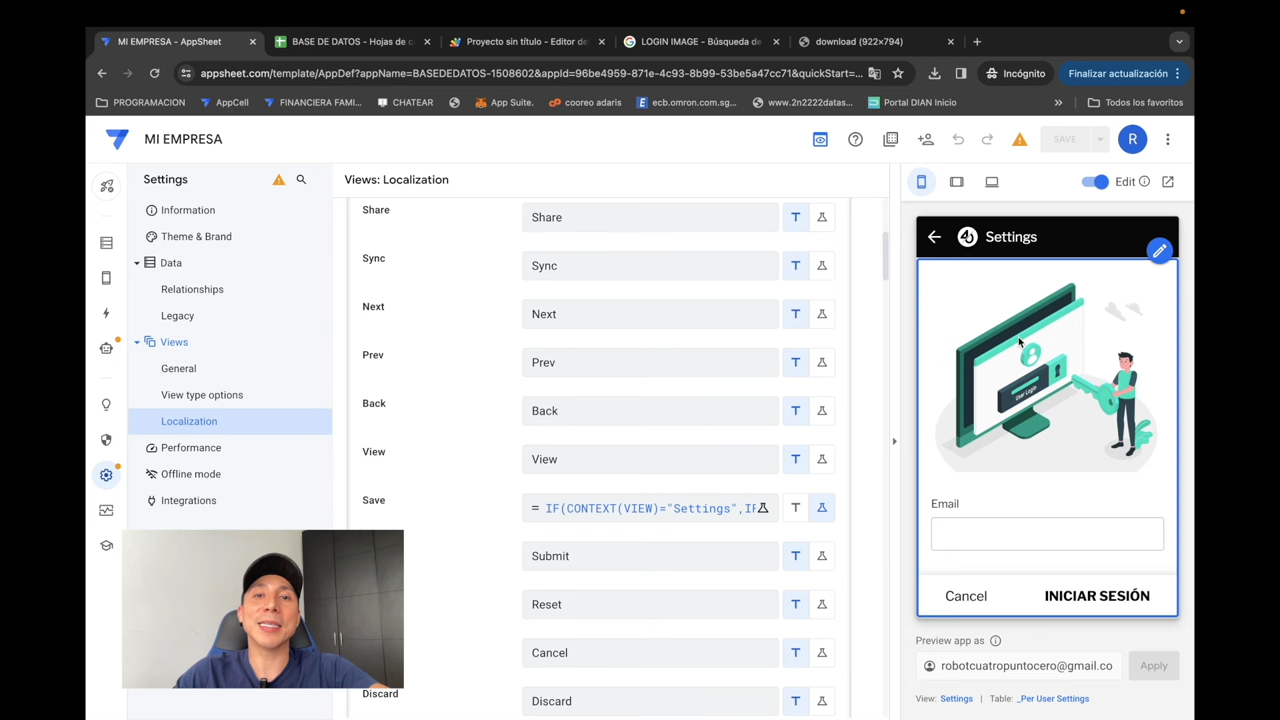 MI EMPRESA - AppSheet
BASE DE DATOS - Hojas de c
Proyecto sin título - Editor de
LOGIN IMAGE - Búsqueda de
download (922×794)
appsheet.com/template/AppDef?appName=BASEDEDATOS-1508602&appId=96be4959-871e-4c93-8b99-53be5a47cc71&quickStart=...
Incógnito
Finalizar actualización
PROGRAMACION
AppCell
FINANCIERA FAMI...
CHATEAR
App Suite.
cooreo adaris
ecb.omron.com.sg...
www.2n2222datas...
Portal DIAN Inicio
Todos los favoritos
MI EMPRESA
SAVE
R
Settings
Information
Theme & Brand
Data
Relationships
Legacy
Views
General
View type options
Localization
Performance
Offline mode
Integrations
Views: Localization
Share Share
Sync Sync
Next Next
Prev Prev
Back Back
View View
Save = IF(CONTEXT(VIEW)="Settings",IF
Submit
Reset
Cancel
Discard Discard
Edit
Settings
User Login
Email
Cancel INICIAR SESIÓN
Preview app as
robotcuatropuntocero@gmail.co Apply
View: Settings | Table: _Per User Settings